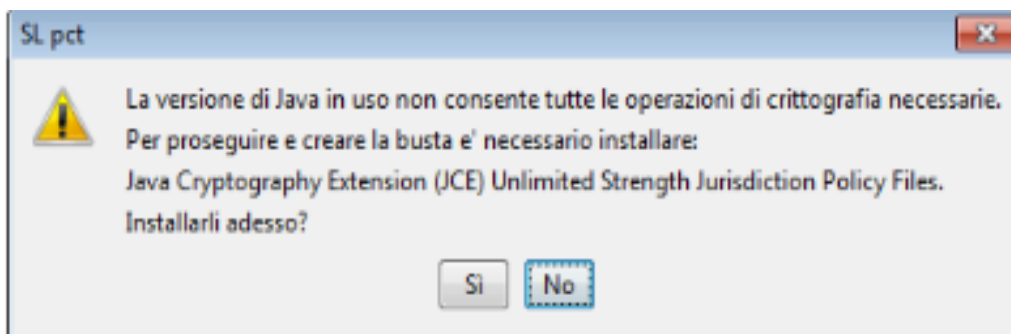 SL pct
La versione di Java in uso non consente tutte le operazioni di crittografia necessarie.
Per proseguire e creare la busta e' necessario installare:
Java Cryptography Extension (JCE) Unlimited Strength Jurisdiction Policy Files.
Installarli adesso?
Sì
No